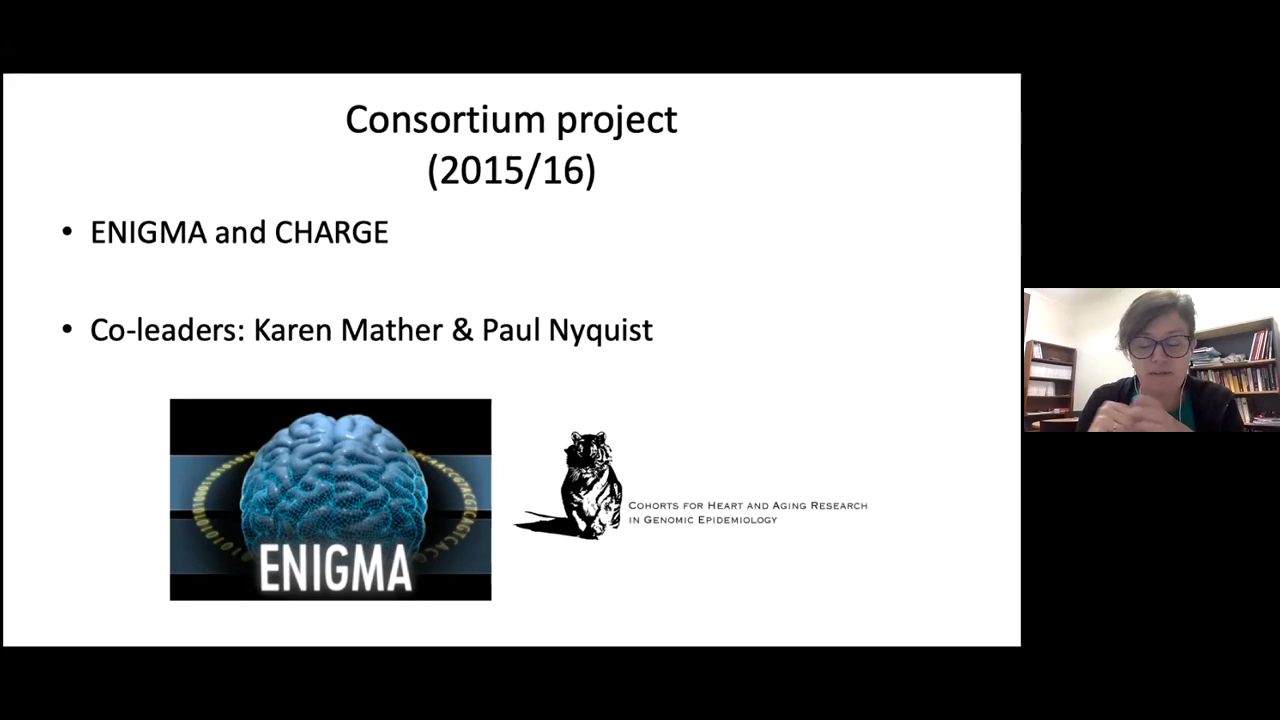 Consortium project
(2015/16)
• ENIGMA and CHARGE
• Co-leaders: Karen Mather & Paul Nyquist
ENIGMA
COHORTS FOR HEART AND AGING RESEARCH
IN GENOMIC EPIDEMIOLOGY